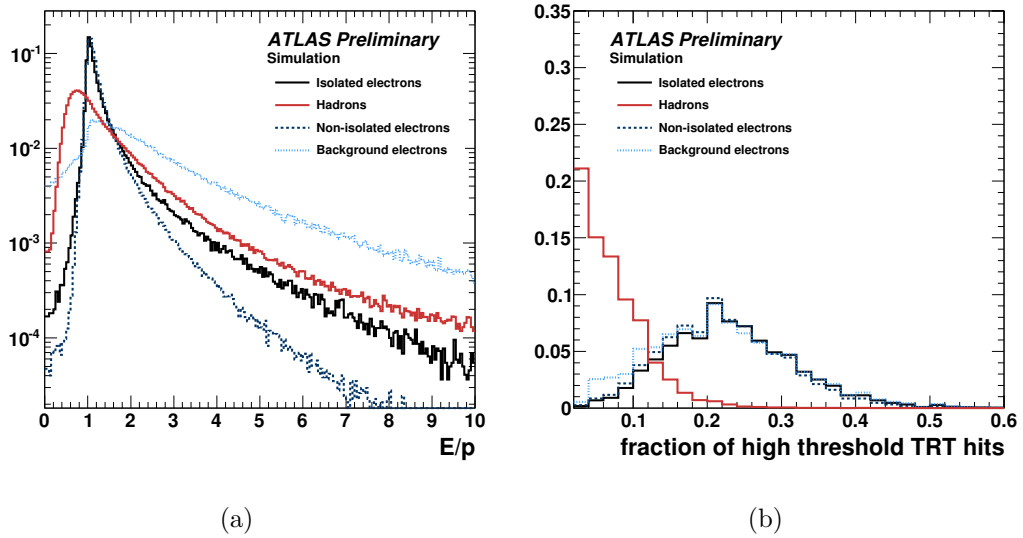 ATLAS Preliminary
Simulation
Isolated electrons
Hadrons
Non-isolated electrons
Background electrons
10⁻¹
10⁻²
10⁻³
10⁻⁴
0 1 2 3 4 5 6 7 8 9 10
E/p
(a)
ATLAS Preliminary
Simulation
Isolated electrons
Hadrons
Non-isolated electrons
Background electrons
0.35
0.3
0.25
0.2
0.15
0.1
0.05
0
0.1 0.2 0.3 0.4 0.5 0.6
fraction of high threshold TRT hits
(b)